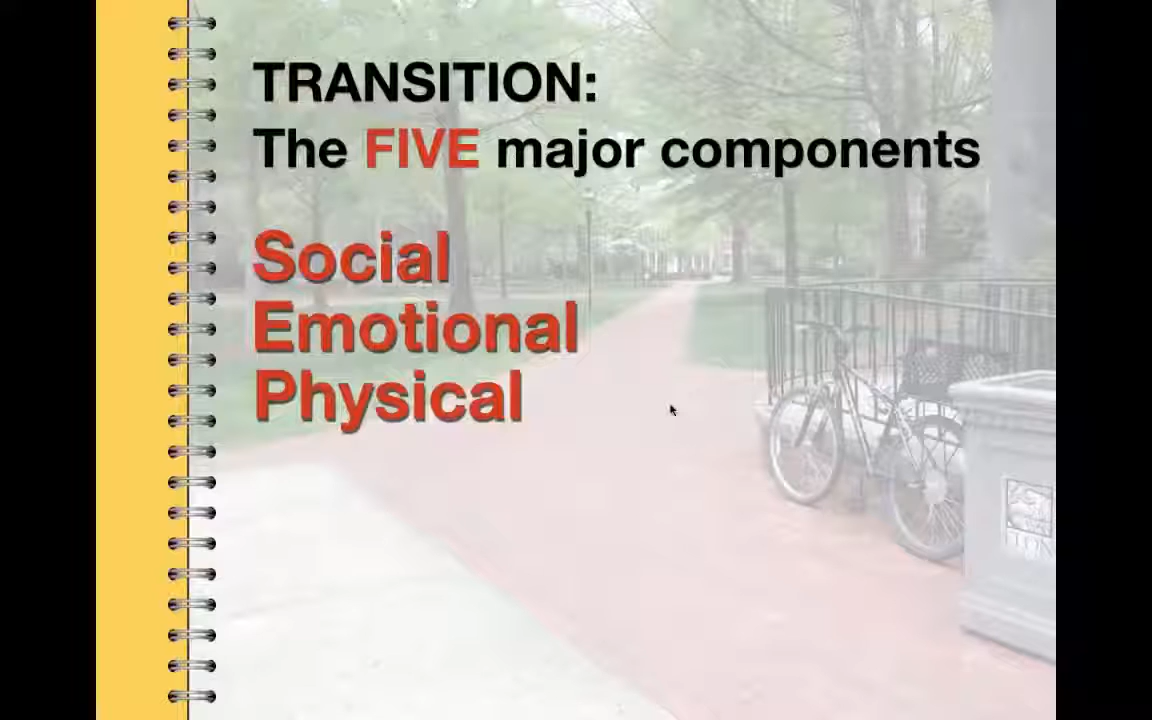 TRANSITION:
The FIVE major components
Social
Emotional
Physical